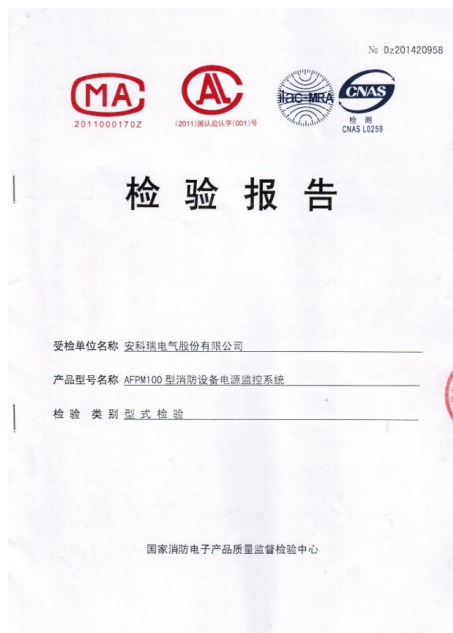 № Dz201420958
MA
AL
ilac-MRA
CNAS
2011000170Z
(2011)国认监认字(001)号
检 测
CNAS L0259
检 验 报 告
受检单位名称 安科瑞电气股份有限公司
产品型号名称 AFPM100 型消防设备电源监控系统
检 验 类 别 型 式 检 验
国家消防电子产品质量监督检验中心